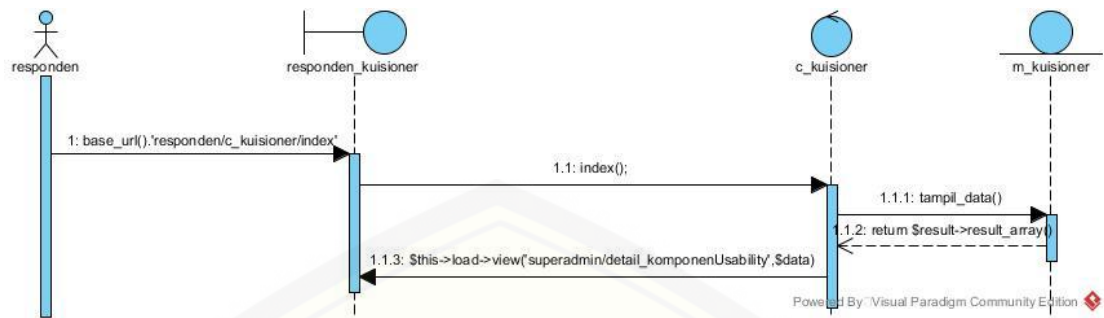 responden
responden_kuisioner
c_kuisioner
m_kuisioner
1: base_url().'responden/c_kuisioner/index'
1.1: index();
1.1.1: tampil_data()
1.1.2: return $result->result_array()
1.1.3: $this->load->view('superadmin/detail_komponenUsability',$data)
Powered By Visual Paradigm Community Edition